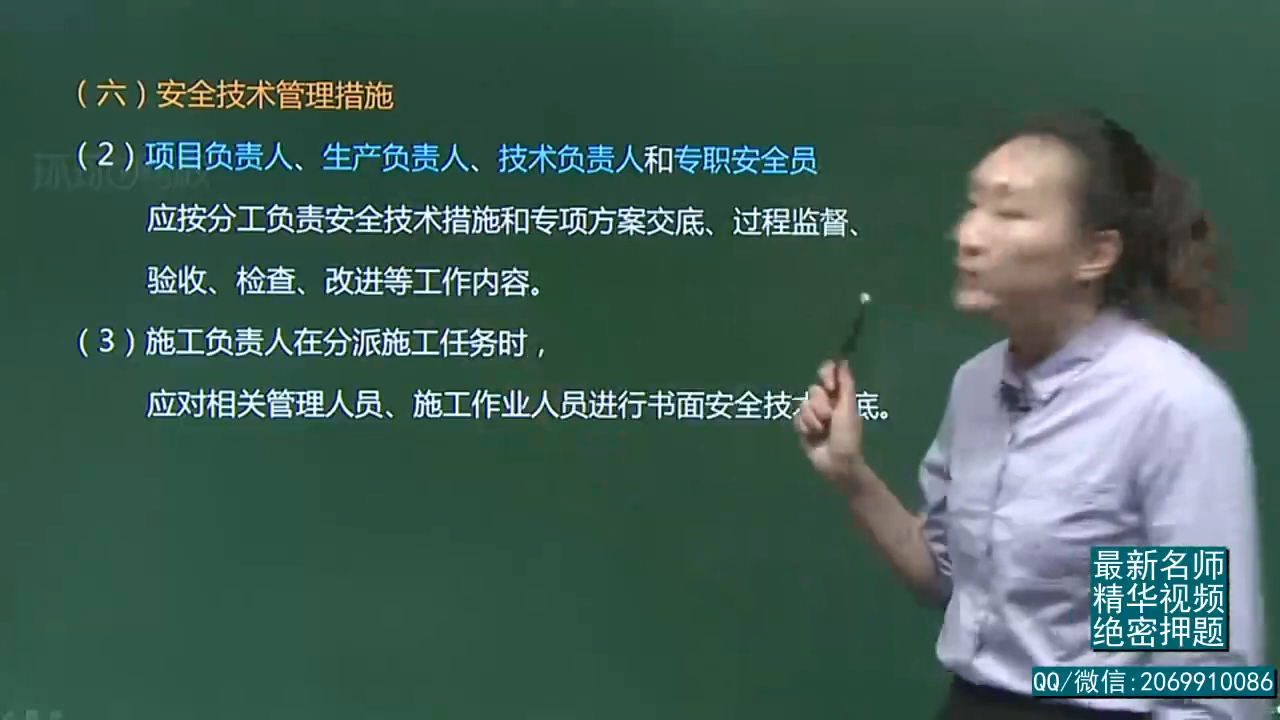 （六）安全技术管理措施
（2）项目负责人、生产负责人、技术负责人和专职安全员
应按分工负责安全技术措施和专项方案交底、过程监督、
验收、检查、改进等工作内容。
（3）施工负责人在分派施工任务时，
应对相关管理人员、施工作业人员进行书面安全技术 底。
最新名师
精华视频
绝密押题
QQ/微信:2069910086